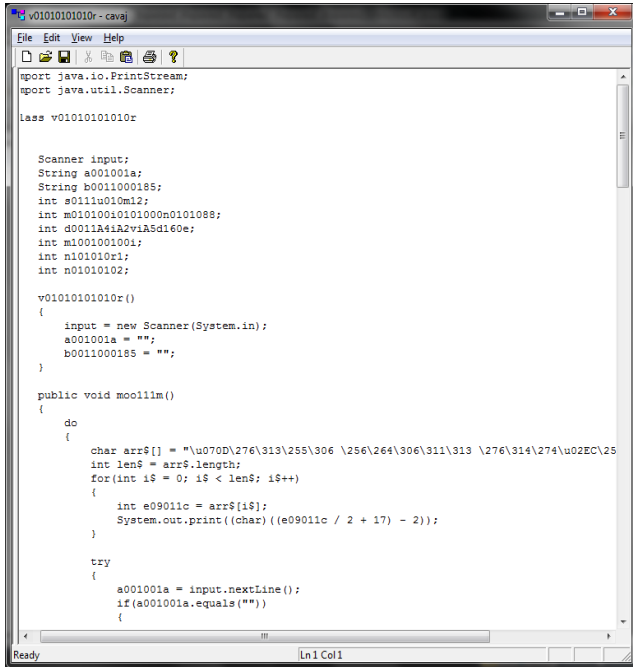 v01010101010r - cavaj
File Edit View Help
mport java.io.PrintStream;
mport java.util.Scanner;
lass v01010101010r
Scanner input;
String a001001a;
String b0011000185;
int s0111u010m12;
int m010100i0101000n0101088;
int d0011A4iA2viA5d160e;
int m100100100i;
int n101010r1;
int n01010102;
v01010101010r()
{
input = new Scanner(System.in);
a001001a = "";
b0011000185 = "";
}
public void moo111m()
{
do
{
char arr$[] = "\u070D\276\313\255\306 \256\264\306\311\313 \276\314\274\u02EC\25
int len$ = arr$.length;
for(int i$ = 0; i$ < len$; i$++)
{
int e09011c = arr$[i$];
System.out.print((char)((e09011c / 2 + 17) - 2));
}
try
{
a001001a = input.nextLine();
if(a001001a.equals(""))
{
Ready
Ln 1 Col 1